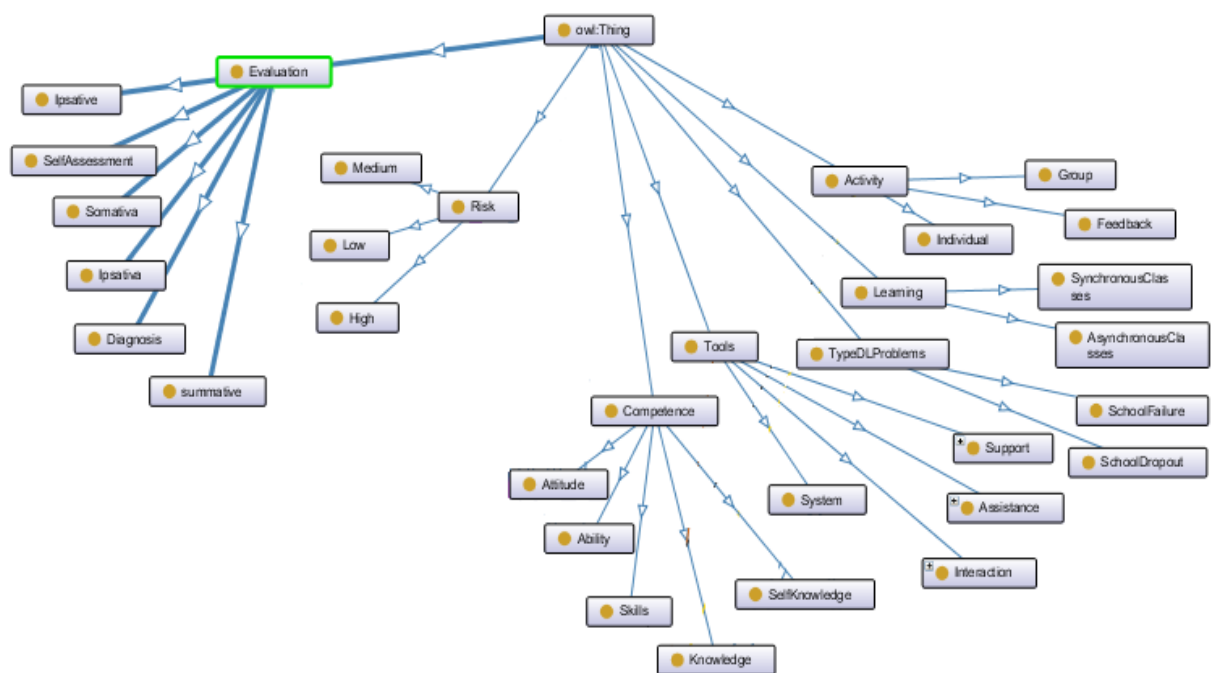 owl:Thing
Evaluation
Ipsative
SelfAssessment
Somativa
Ipsativa
Diagnosis
summative
Medium
Risk
Low
High
Activity
Group
Feedback
Individual
Learning
SynchronousClas
ses
AsynchronousCla
sses
Tools
TypeDLProblems
SchoolFailure
SchoolDropout
Competence
Support
System
Assistance
Interaction
Attitude
Ability
Skills
SelfKnowledge
Knowledge